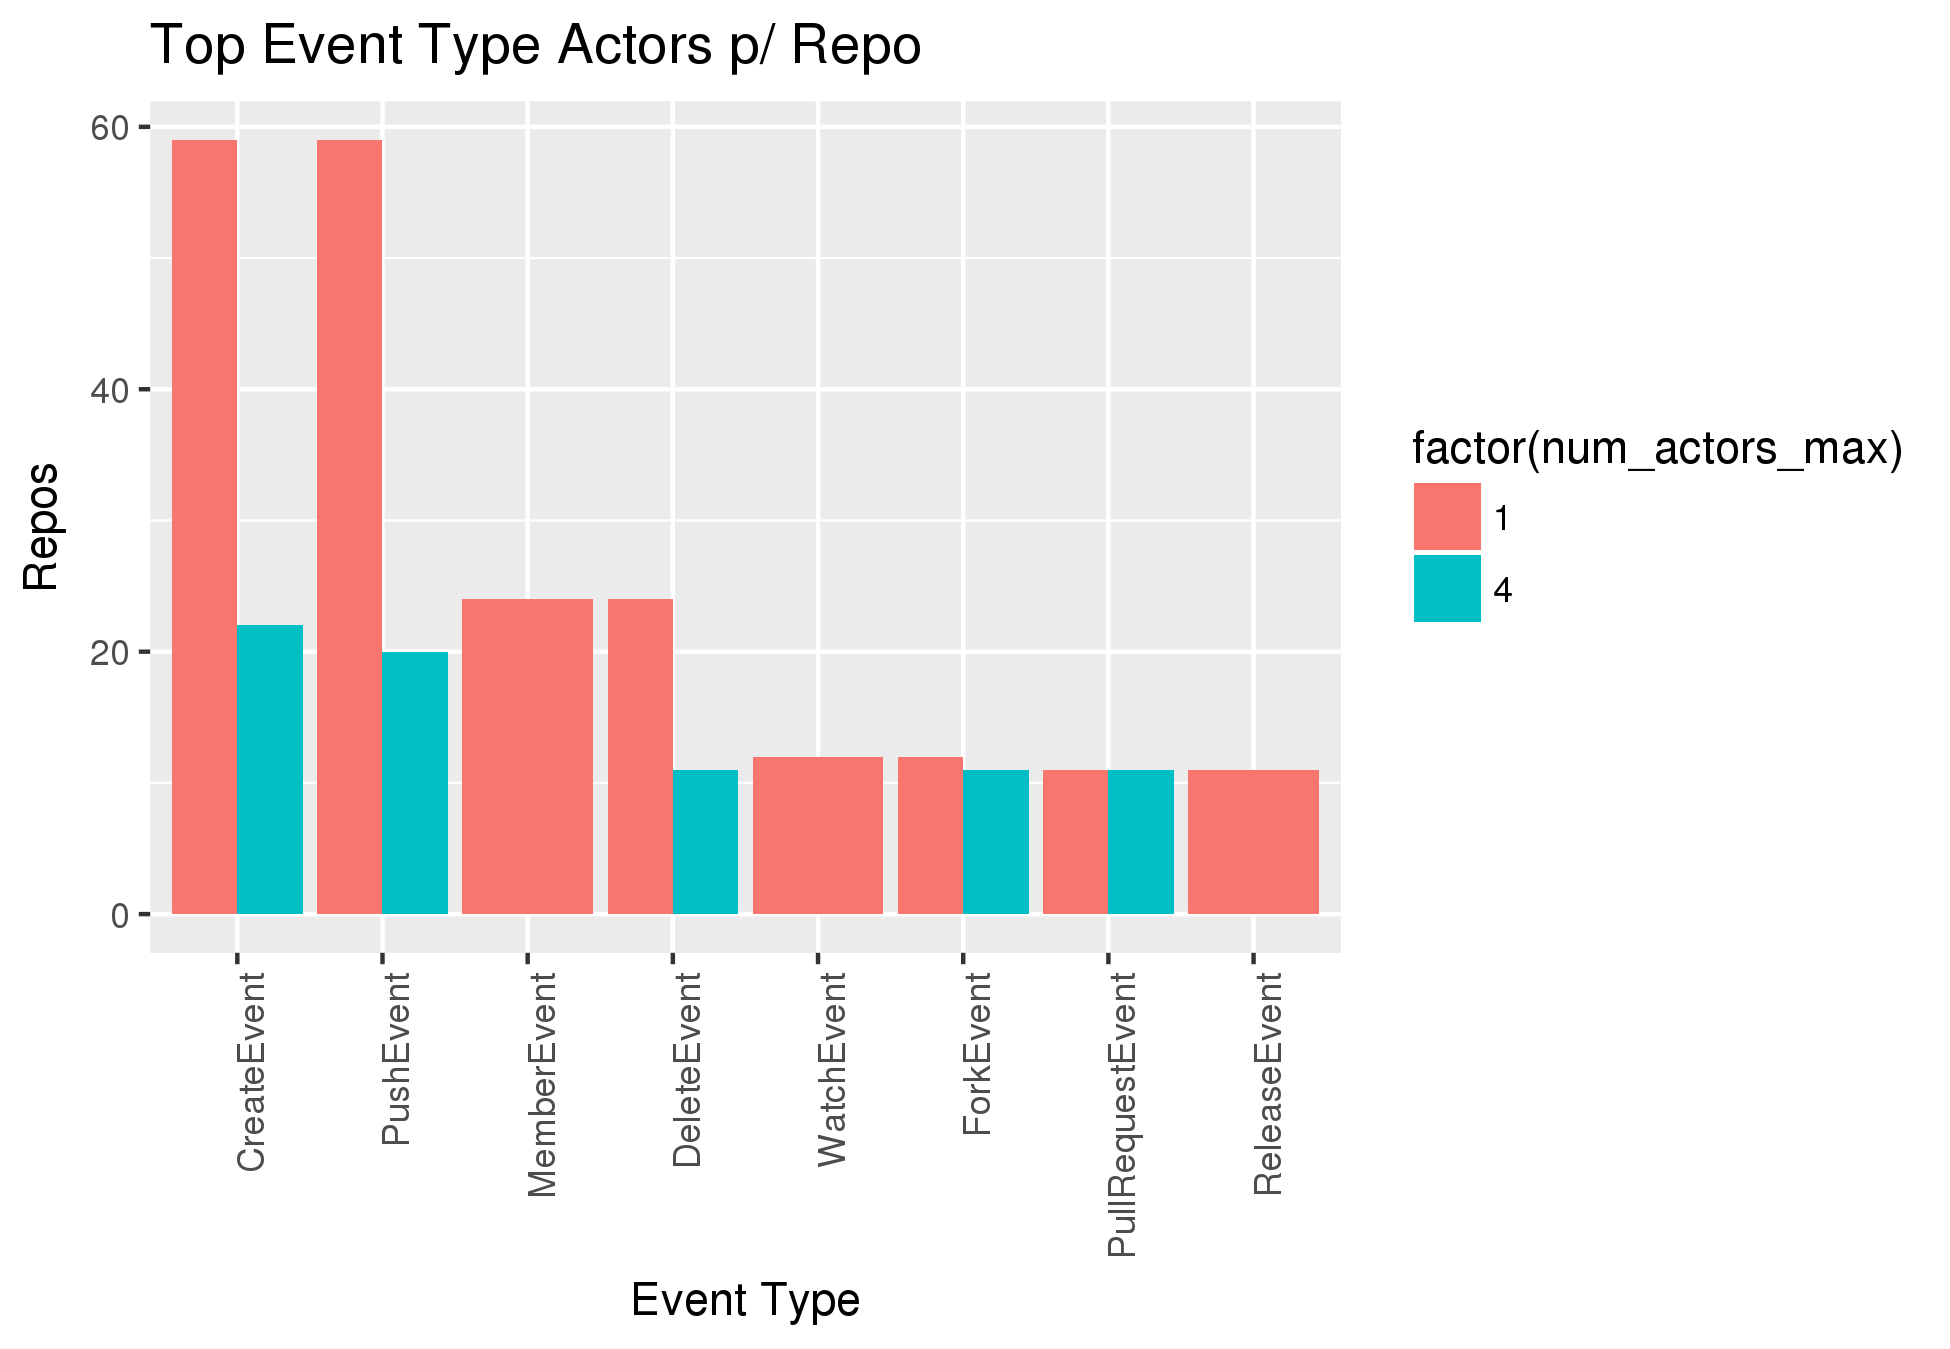 Top Event Type Actors p/ Repo
60
40
20
0
Repos
CreateEvent
PushEvent
MemberEvent
DeleteEvent
WatchEvent
ForkEvent
PullRequestEvent
ReleaseEvent
Event Type
factor(num_actors_max)
1
4